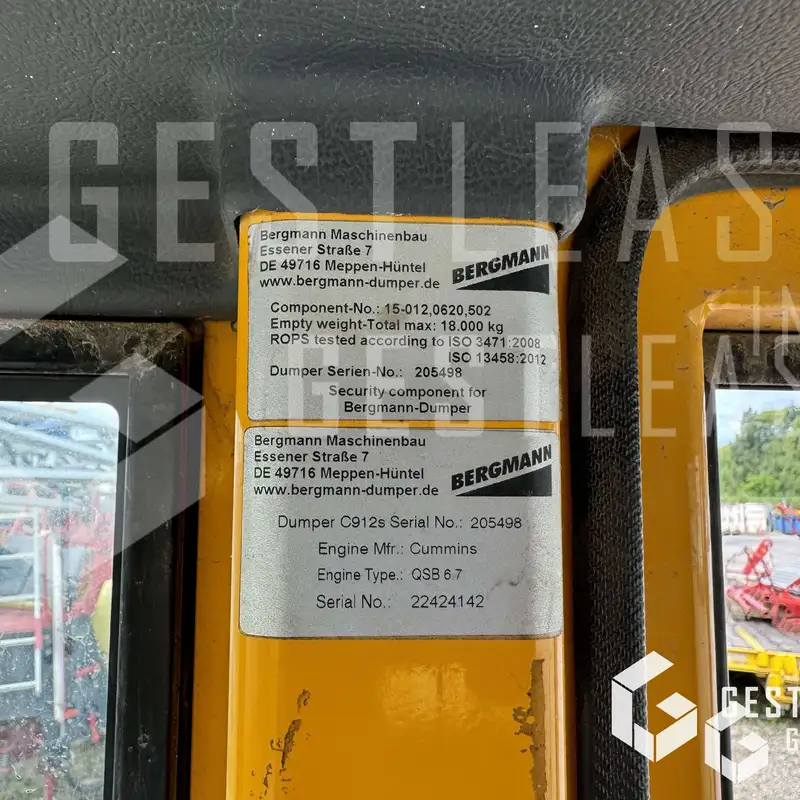 GESTLEAS
Bergmann Maschinenbau
Essener Straße 7
DE 49716 Meppen-Hüntel
www.bergmann-dumper.de
BERGMANN
Component-No.: 15-012,0620,502
Empty weight-Total max: 18.000 kg
ROPS tested according to ISO 3471:2008
ISO 13458:2012
Dumper Serien-No.: 205498
Security component for
Bergmann-Dumper
GESTLEAS
Bergmann Maschinenbau
Essener Straße 7
DE 49716 Meppen-Hüntel
www.bergmann-dumper.de
BERGMANN
Dumper C912s Serial No.: 205498
Engine Mfr.: Cummins
Engine Type.: QSB 6.7
Serial No.: 22424142
GEST